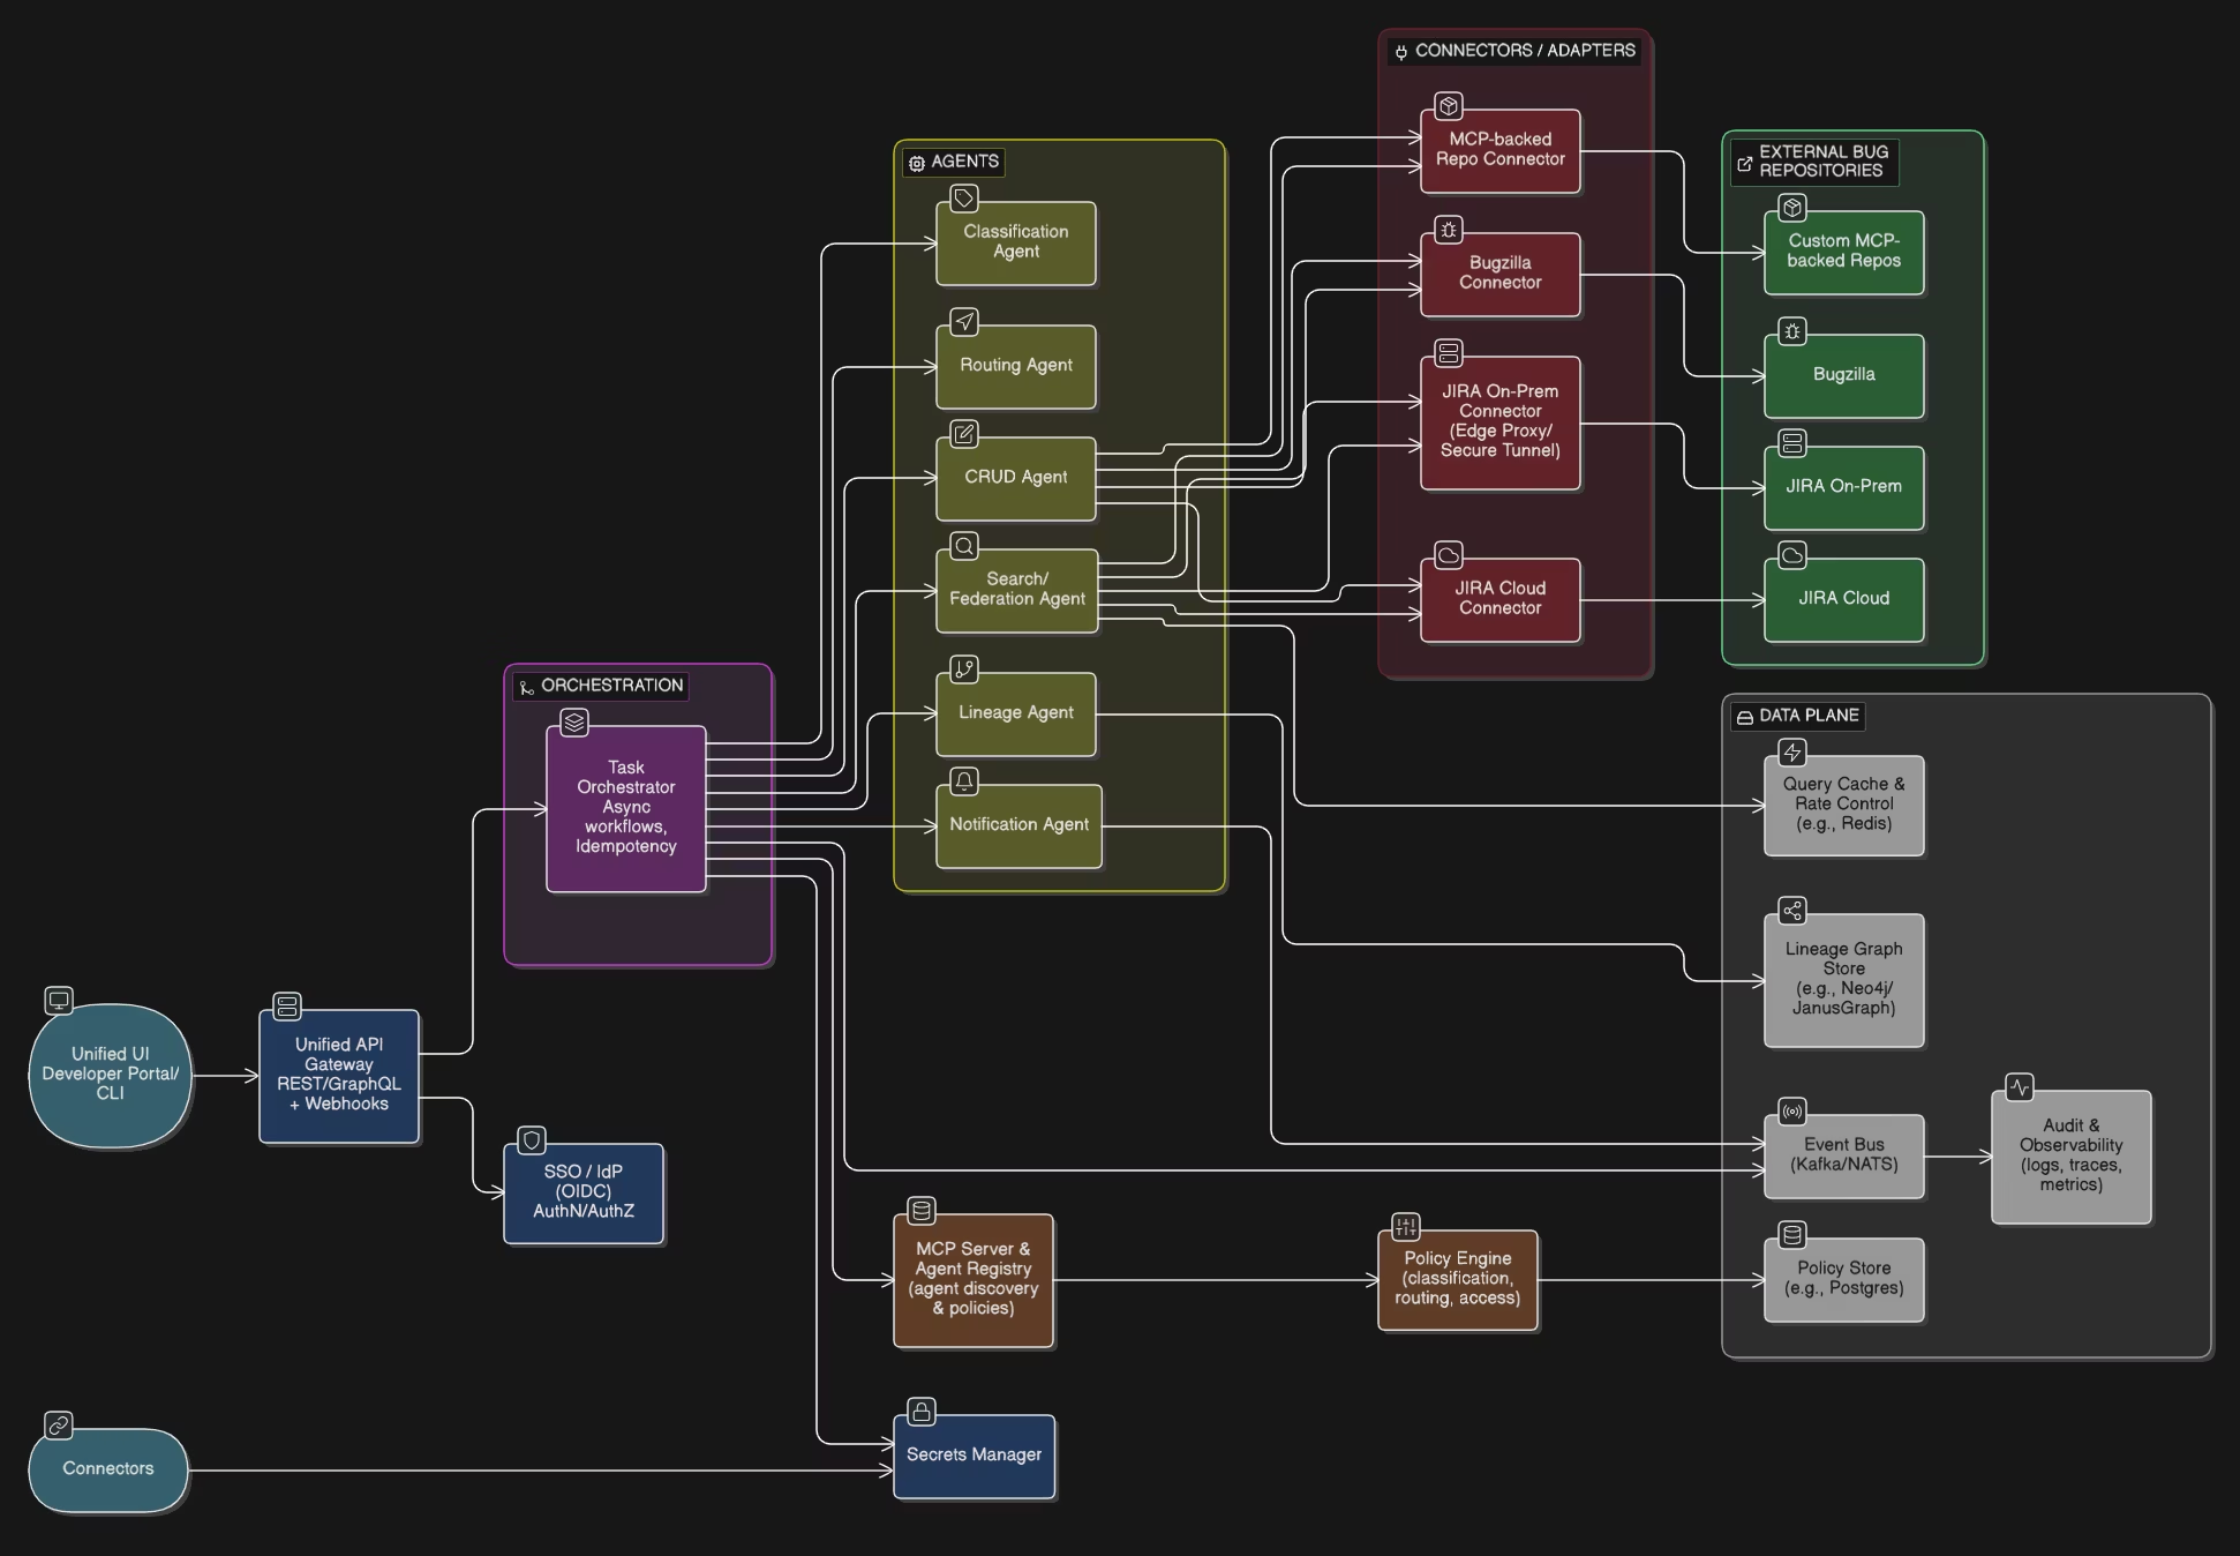 CONNECTORS / ADAPTERS
MCP-backed
Repo Connector
Bugzilla
Connector
JIRA On-Prem
Connector
(Edge Proxy/
Secure Tunnel)
JIRA Cloud
Connector
EXTERNAL BUG
REPOSITORIES
Custom MCP-
backed Repos
Bugzilla
JIRA On-Prem
JIRA Cloud
AGENTS
Classification
Agent
Routing Agent
CRUD Agent
Search/
Federation Agent
Lineage Agent
Notification Agent
ORCHESTRATION
Task
Orchestrator
Async
workflows,
Idempotency
DATA PLANE
Query Cache &
Rate Control
(e.g., Redis)
Lineage Graph
Store
(e.g., Neo4j/
JanusGraph)
Event Bus
(Kafka/NATS)
Audit &
Observability
(logs, traces,
metrics)
Policy Store
(e.g., Postgres)
Unified UI
Developer Portal/
CLI
Unified API
Gateway
REST/GraphQL
+ Webhooks
SSO / IdP
(OIDC)
AuthN/AuthZ
MCP Server &
Agent Registry
(agent discovery
& policies)
Policy Engine
(classification,
routing, access)
Connectors
Secrets Manager